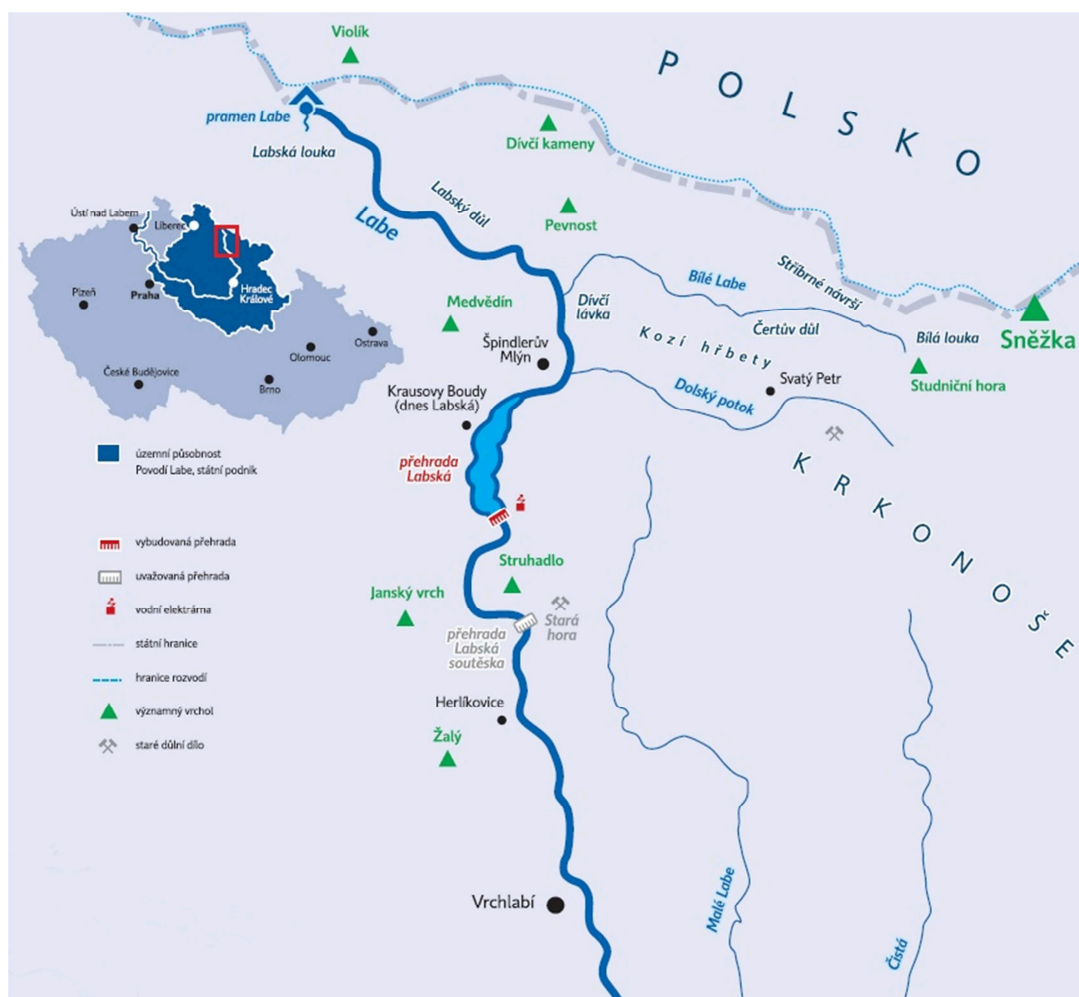 POLSKO
Violík
pramen Labe
Labská louka
Dívčí kameny
Labský důl
Labe
Pevnost
Ústí nad Labem
Liberec
Praha
Plzeň
Hradec
Králové
Ostrava
Olomouc
České Budějovice
Brno
Medvědín
Dívčí
lávka
Bílé Labe
Stříbrné návrší
Čertův důl
Bílá louka
Sněžka
Kozí hřbety
Studniční hora
Špindlerův
Mlýn
Krausovy Boudy
(dnes Labská)
Dolský potok
Svatý Petr
KRKONOŠE
přehrada
Labská
územní působnost
Povodí Labe, státní podnik
vybudovaná přehrada
uvažovaná přehrada
vodní elektrárna
státní hranice
hranice rozvodí
významný vrchol
staré důlní dílo
Struhadlo
Janský vrch
Stará
hora
přehrada
Labská
soutěska
Herlíkovice
Žalý
Vrchlabí
Malé Labe
Čistá